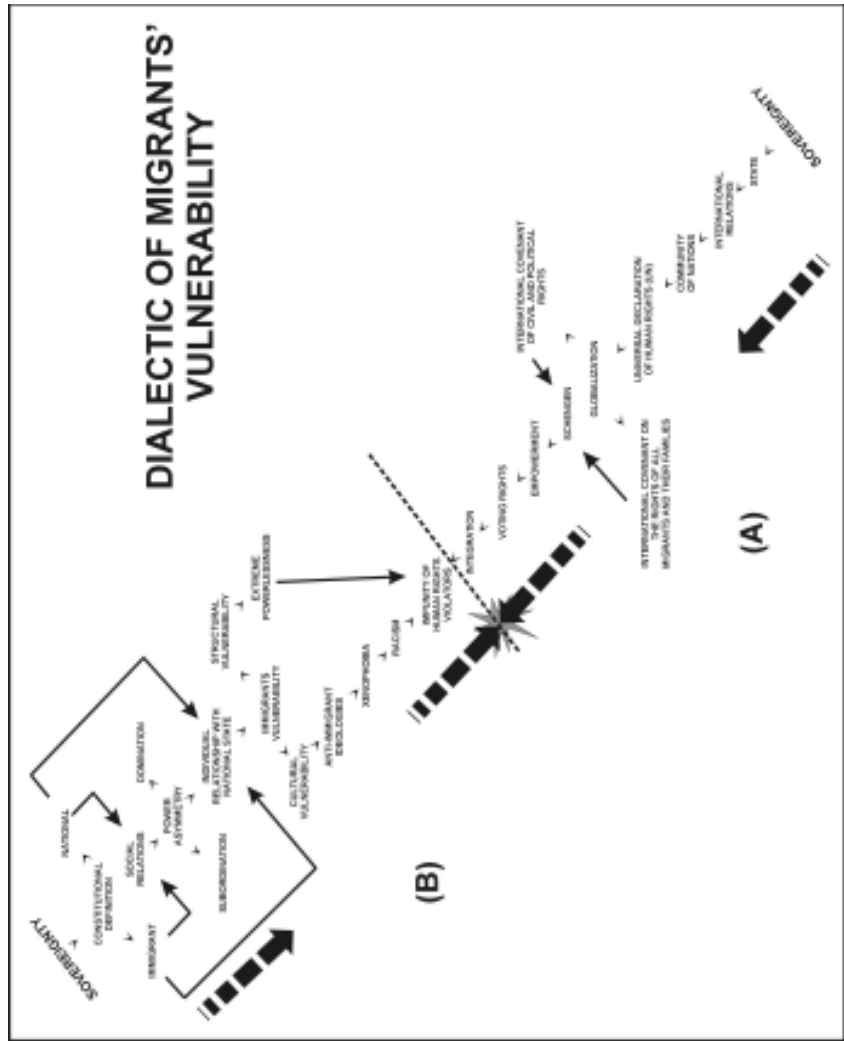 DIALECTIC OF MIGRANTS'
VULNERABILITY
SOVEREIGNTY
CONSTITUTIONAL
DEFINITION
NATIONAL
IMMIGRANT
SOCIAL
RELATIONS
POWER
ASYMMETRY
DOMINATION
SUBORDINATION
INDIVIDUAL
RELATIONSHIP WITH
NATIONAL STATE
IMMIGRANTS
VULNERABILITY
STRUCTURAL
VULNERABILITY
EXTREME
POWERLESSNESS
CULTURAL
VULNERABILITY
ANTI-IMMIGRANT
IDEOLOGIES
XENOPHOBIA
RACISM
IMPUNITY OF
HUMAN RIGHTS
VIOLATORS
(B)
INTEGRATION
VOTING RIGHTS
EMPOWERMENT
SCHENGEN
GLOBALIZATION
INTERNATIONAL COVENANT
OF CIVIL AND POLITICAL
RIGHTS
INTERNATIONAL COVENANT ON
THE RIGHTS OF ALL
MIGRANTS AND THEIR FAMILIES
UNIVERSAL DECLARATION
OF HUMAN RIGHTS (UN)
COMMUNITY
OF NATIONS
INTERNATIONAL
RELATIONS
STATE
SOVEREIGNTY
(A)